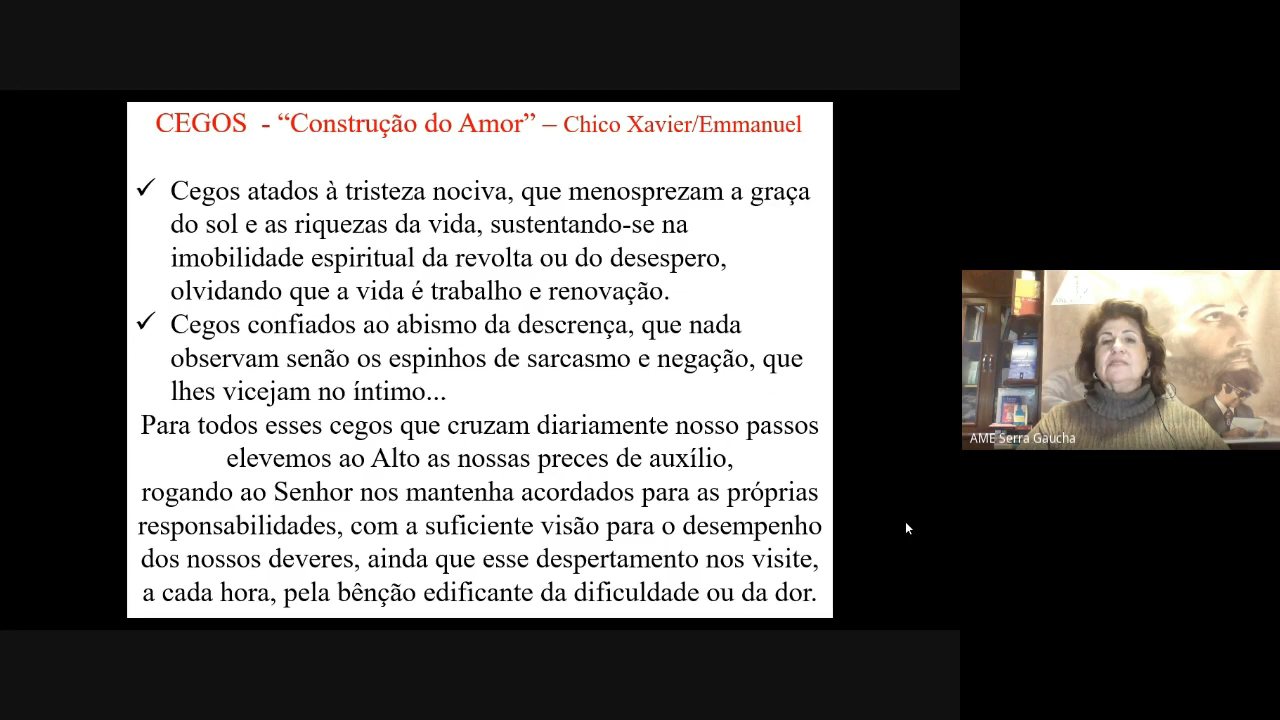 CEGOS - “Construção do Amor” – Chico Xavier/Emmanuel
✓ Cegos atados à tristeza nociva, que menosprezam a graça
do sol e as riquezas da vida, sustentando-se na
imobilidade espiritual da revolta ou do desespero,
olvidando que a vida é trabalho e renovação.
✓ Cegos confiados ao abismo da descrença, que nada
observam senão os espinhos de sarcasmo e negação, que
lhes vicejam no íntimo...
Para todos esses cegos que cruzam diariamente nosso passos
elevemos ao Alto as nossas preces de auxílio,
rogando ao Senhor nos mantenha acordados para as próprias
responsabilidades, com a suficiente visão para o desempenho
dos nossos deveres, ainda que esse despertamento nos visite,
a cada hora, pela bênção edificante da dificuldade ou da dor.
AME Serra Gaucha